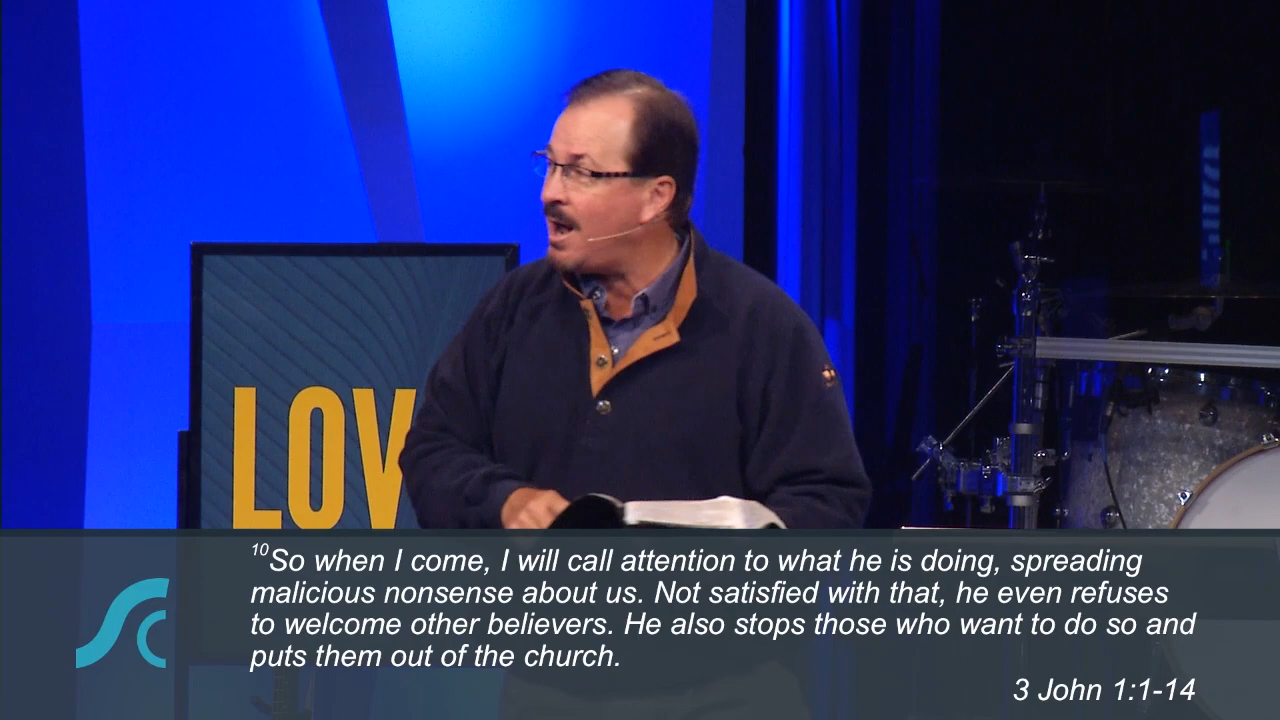 LOV
10So when I come, I will call attention to what he is doing, spreading
malicious nonsense about us. Not satisfied with that, he even refuses
to welcome other believers. He also stops those who want to do so and
puts them out of the church.
3 John 1:1-14